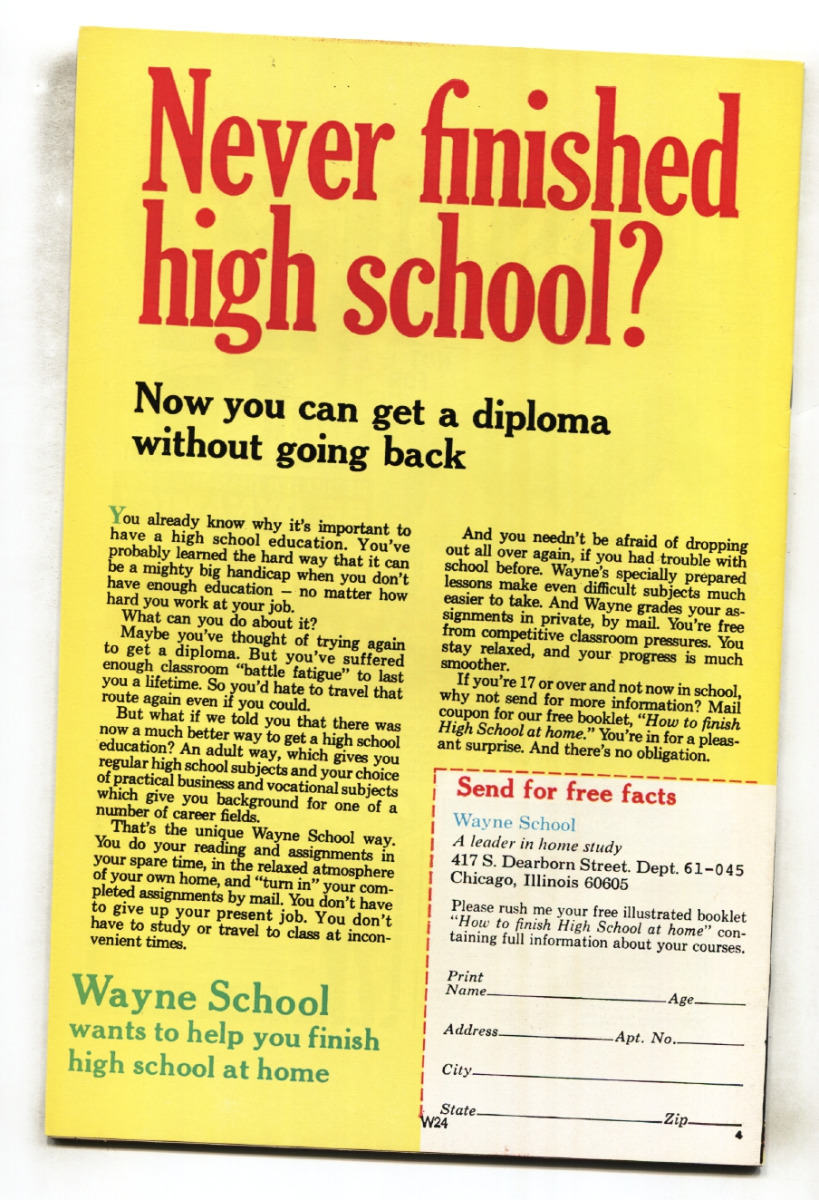 Never finished
high school?
Now you can get a diploma
without going back
You already know why it's important to
have a high school education. You've
probably learned the hard way that it can
be a mighty big handicap when you don't
have enough education — no matter how
hard you work at your job.
What can you do about it?
Maybe you've thought of trying again
to get a diploma. But you've suffered
enough classroom "battle fatigue" to last
you a lifetime. So you'd hate to travel that
route again even if you could.
But what if we told you that there was
now a much better way to get a high school
education? An adult way, which gives you
regular high school subjects and your choice
of practical business and vocational subjects
which give you background for one of a
number of career fields.
That's the unique Wayne School way.
You do your reading and assignments in
your spare time, in the relaxed atmosphere
of your own home, and "turn in" your com-
pleted assignments by mail. You don't have
to give up your present job. You don't
have to study or travel to class at incon-
venient times.
Wayne School
wants to help you finish
high school at home
And you needn't be afraid of dropping
out all over again, if you had trouble with
school before. Wayne's specially prepared
lessons make even difficult subjects much
easier to take. And Wayne grades your as-
signments in private, by mail. You're free
from competitive classroom pressures. You
stay relaxed, and your progress is much
smoother.
If you're 17 or over and not now in school,
why not send for more information? Mail
coupon for our free booklet, "How to finish
High School at home." You're in for a pleas-
ant surprise. And there's no obligation.
Send for free facts
Wayne School
A leader in home study
417 S. Dearborn Street. Dept. 61-045
Chicago, Illinois 60605
Please rush me your free illustrated booklet
"How to finish High School at home" con-
taining full information about your courses.
Print
Name Age
Address Apt. No.
City
State Zip
W24 4